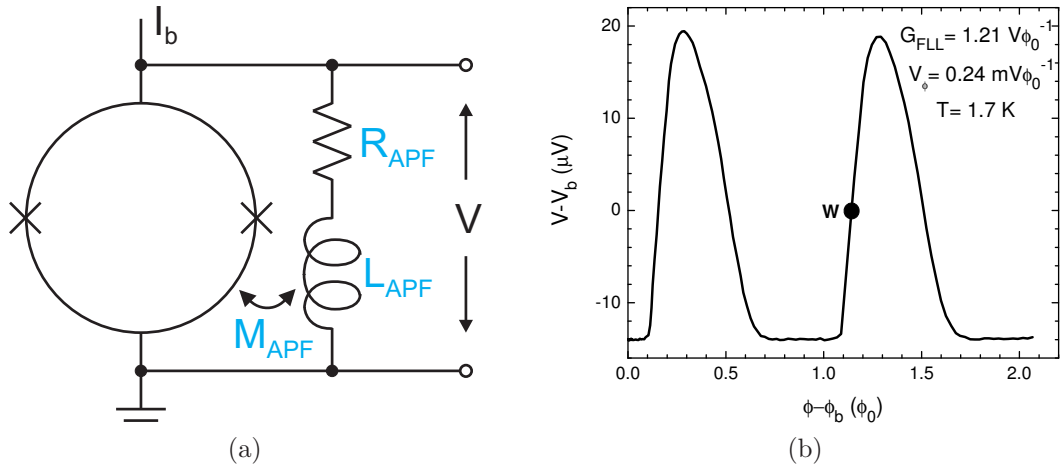 I_b
R_APF
L_APF
M_APF
V
(a)
G_FLL= 1.21 Vϕ_0^-1
V_ϕ= 0.24 mVϕ_0^-1
T= 1.7 K
W
V-V_b (μV)
20
10
0
-10
0.0 0.5 1.0 1.5 2.0
ϕ−ϕ_b (ϕ_0)
(b)